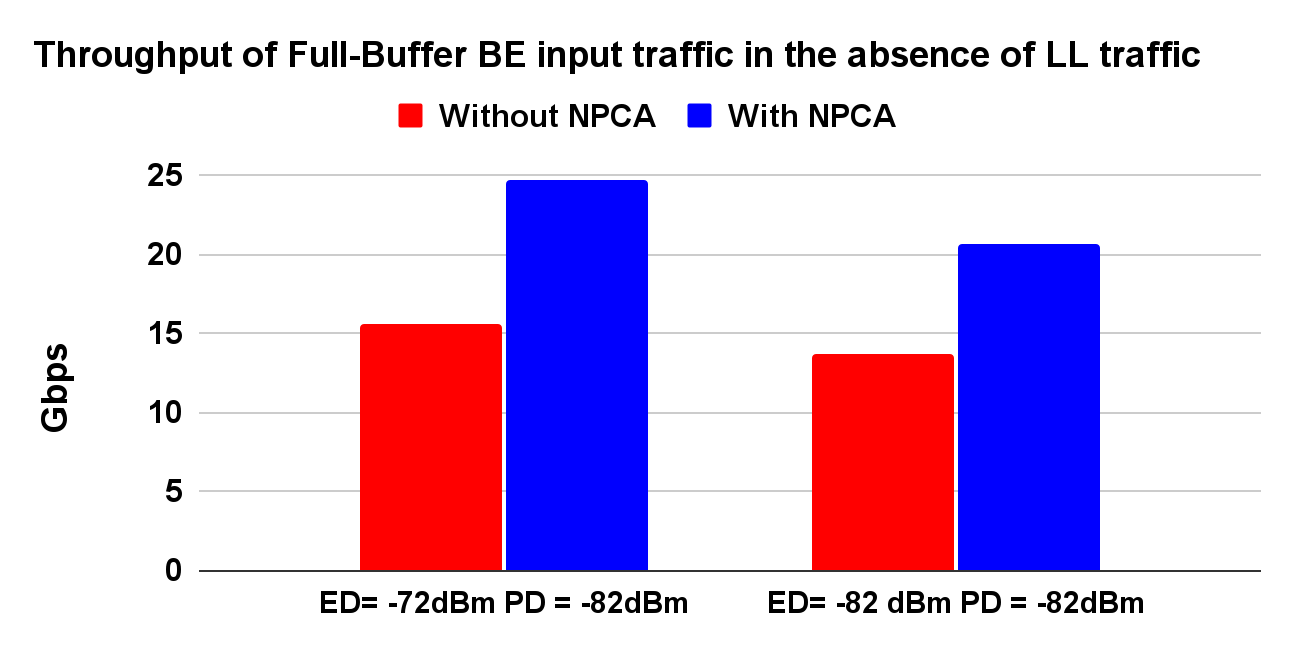 Throughput of Full-Buffer BE input traffic in the absence of LL traffic
Without NPCA With NPCA
25
20
15
10
5
0
Gbps
ED= -72dBm PD = -82dBm
ED= -82 dBm PD = -82dBm